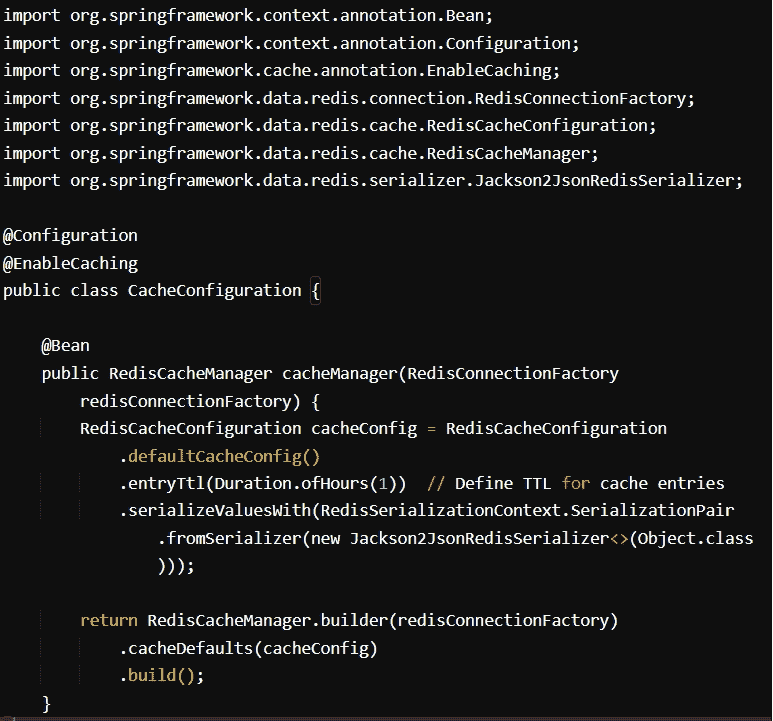 import org.springframework.context.annotation.Bean;
import org.springframework.context.annotation.Configuration;
import org.springframework.cache.annotation.EnableCaching;
import org.springframework.data.redis.connection.RedisConnectionFactory;
import org.springframework.data.redis.cache.RedisCacheConfiguration;
import org.springframework.data.redis.cache.RedisCacheManager;
import org.springframework.data.redis.serializer.Jackson2JsonRedisSerializer;

@Configuration
@EnableCaching
public class CacheConfiguration {

    @Bean
    public RedisCacheManager cacheManager(RedisConnectionFactory
        redisConnectionFactory) {
        RedisCacheConfiguration cacheConfig = RedisCacheConfiguration
            .defaultCacheConfig()
            .entryTtl(Duration.ofHours(1))  // Define TTL for cache entries
            .serializeValuesWith(RedisSerializationContext.SerializationPair
                .fromSerializer(new Jackson2JsonRedisSerializer<>(Object.class
                )));

        return RedisCacheManager.builder(redisConnectionFactory)
            .cacheDefaults(cacheConfig)
            .build();
    }